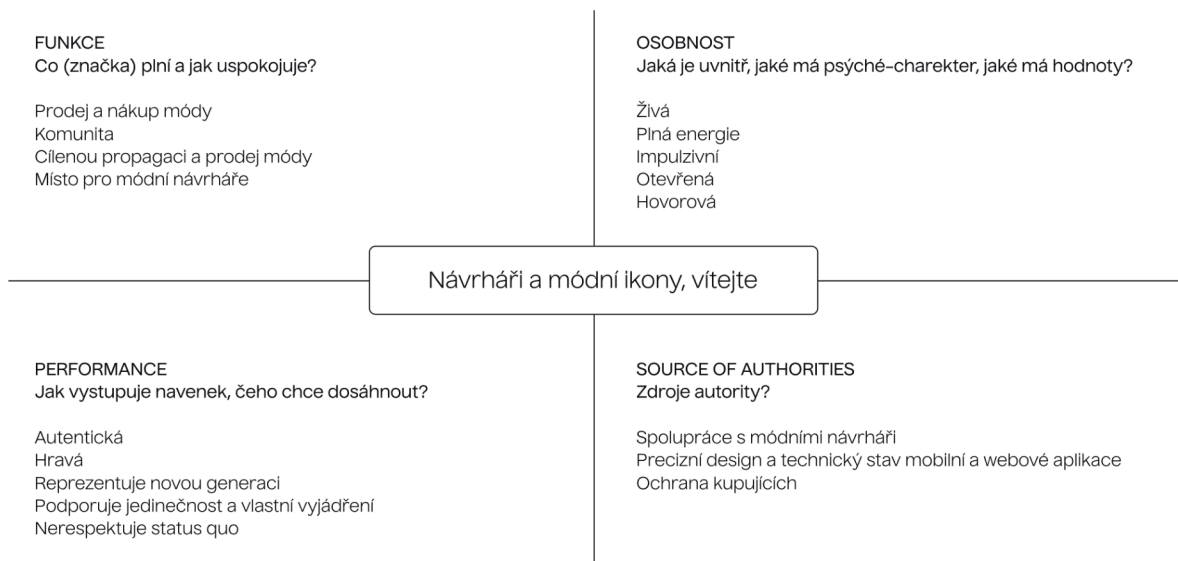 FUNKCE
Co (značka) plní a jak uspokojuje?
Prodej a nákup módy
Komunita
Cílenou propagaci a prodej módy
Místo pro módní návrháře
OSOBNOST
Jaká je uvnitř, jaké má psýché-charekter, jaké má hodnoty?
Živá
Plná energie
Impulzivní
Otevřená
Hovorová
Návrháři a módní ikony, vítejte
PERFORMANCE
Jak vystupuje navenek, čeho chce dosáhnout?
Autentická
Hravá
Reprezentuje novou generaci
Podporuje jedinečnost a vlastní vyjádření
Nerespektuje status quo
SOURCE OF AUTHORITIES
Zdroje autority?
Spolupráce s módními návrháři
Precizní design a technický stav mobilní a webové aplikace
Ochrana kupujících